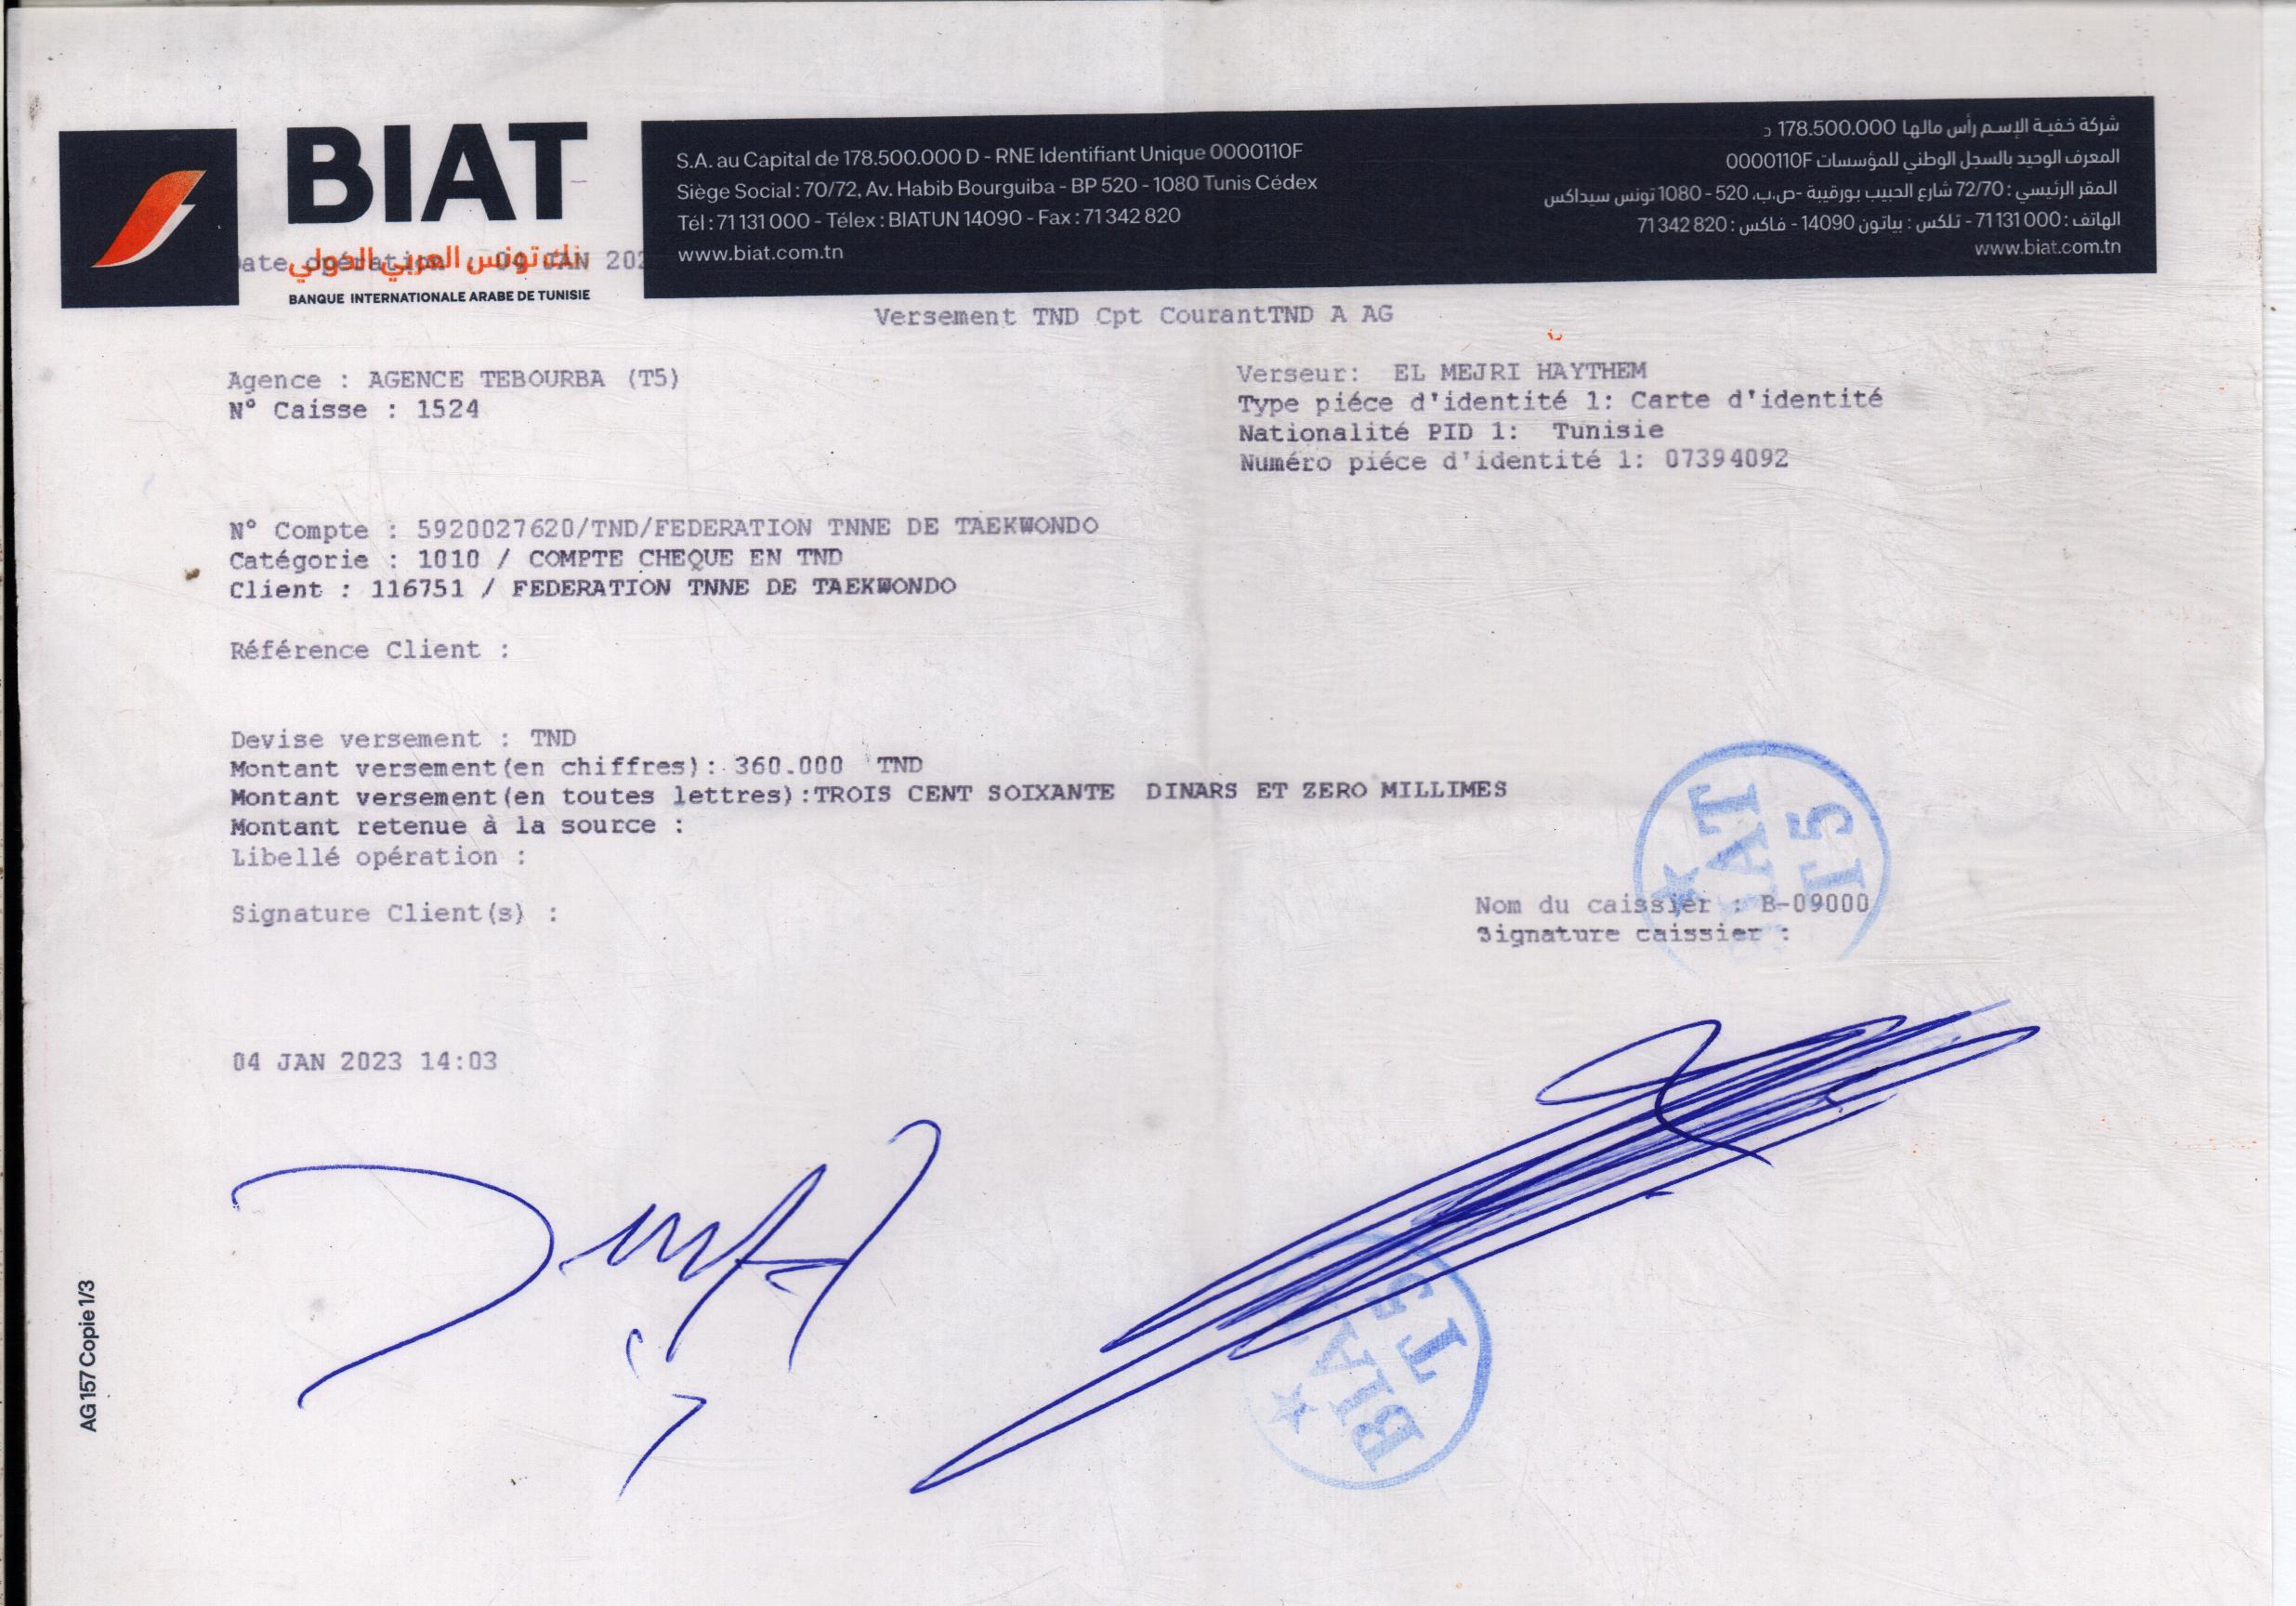 BIAT
بنك تونس العربي الدولي
BANQUE INTERNATIONALE ARABE DE TUNISIE
S.A. au Capital de 178.500.000 D - RNE Identifiant Unique 0000110F
Siège Social : 70/72, Av. Habib Bourguiba - BP 520 - 1080 Tunis Cédex
Tél : 71 131 000 - Télex : BIATUN 14090 - Fax : 71 342 820
www.biat.com.tn
شركة خفية الإسم رأس مالها 178.500.000 د
المعرف الوحيد بالسجل الوطني للمؤسسات 0000110F
المقر الرئيسي : 72/70 شارع الحبيب بورقيبة -ص.ب. 520 - 1080 تونس سيداكس
الهاتف : 71 131 000 - تلكس : بياتون 14090 - فاكس : 71 342 820
www.biat.com.tn
Date opération : 04 JAN 202
Versement TND Cpt CourantTND A AG
Agence : AGENCE TEBOURBA (T5)
N° Caisse : 1524
Verseur: EL MEJRI HAYTHEM
Type piéce d'identité 1: Carte d'identité
Nationalité PID 1: Tunisie
Numéro piéce d'identité 1: 07394092
N° Compte : 5920027620/TND/FEDERATION TNNE DE TAEKWONDO
Catégorie : 1010 / COMPTE CHEQUE EN TND
Client : 116751 / FEDERATION TNNE DE TAEKWONDO
Référence Client :
Devise versement : TND
Montant versement(en chiffres): 360.000 TND
Montant versement(en toutes lettres):TROIS CENT SOIXANTE DINARS ET ZERO MILLIMES
Montant retenue à la source :
Libellé opération :
Signature Client(s) :
Nom du caissier : B-09000
Signature caissier :
BIAT
T5
04 JAN 2023 14:03
BIAT
T5
AG 157 Copie 1/3